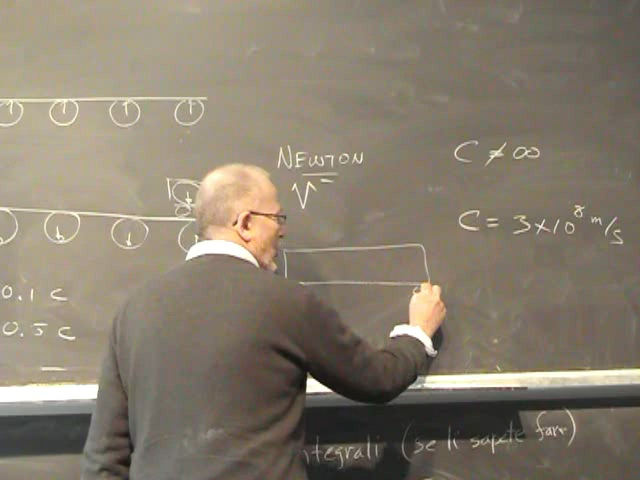 NEWTON
V
C ≠ ∞
C = 3 × 10⁸ m/s
0.1 C
0.5 C
integrali (se li sapete fare)